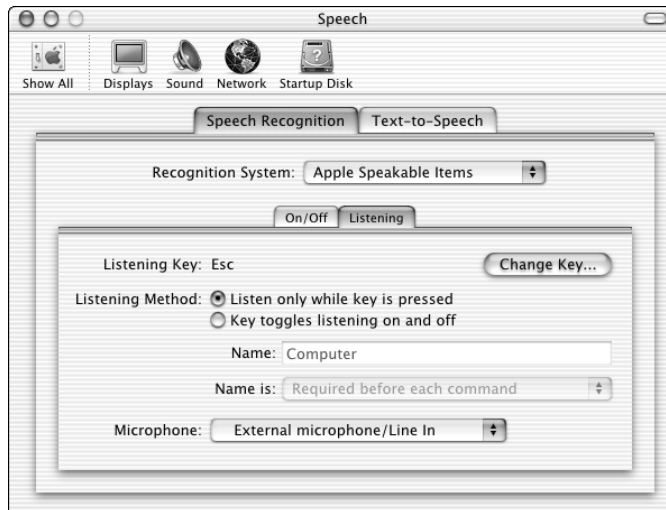 Speech
Show All Displays Sound Network Startup Disk
Speech Recognition Text-to-Speech
Recognition System: Apple Speakable Items
On/Off Listening
Listening Key: Esc Change Key...
Listening Method: Listen only while key is pressed
Key toggles listening on and off
Name: Computer
Name is: Required before each command
Microphone: External microphone/Line In